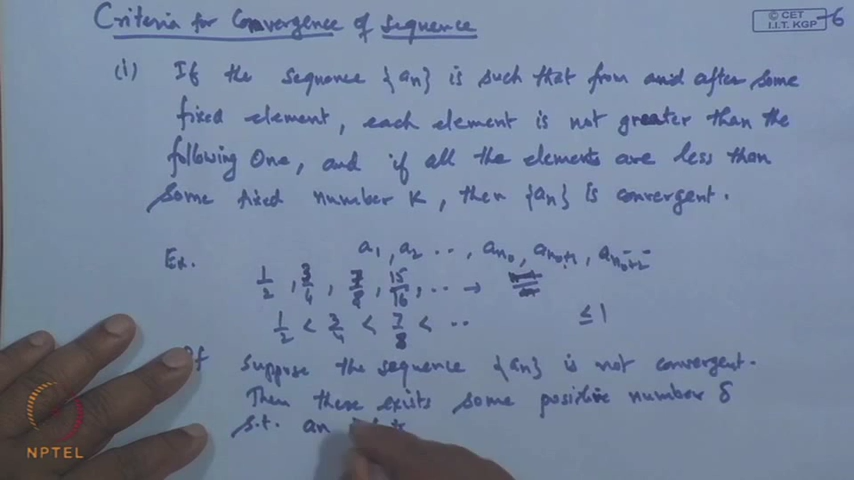 Criteria for Convergence of Sequence
© CET
I.I.T. KGP
-6
(i) If the sequence {an} is such that from and after some
fixed element, each element is not greater than the
following One, and if all the elements are less than
some fixed number K, then {an} is convergent.
Ex. a1, a2 ..., an0, an0+1, an0+2 --
1/2, 3/4, 7/8, 15/16, .. →
1/2 < 3/4 < 7/8 < .. ≤ 1
Pf Suppose the sequence {an} is not convergent.
Then there exists some positive number δ
s.t. an
NPTEL